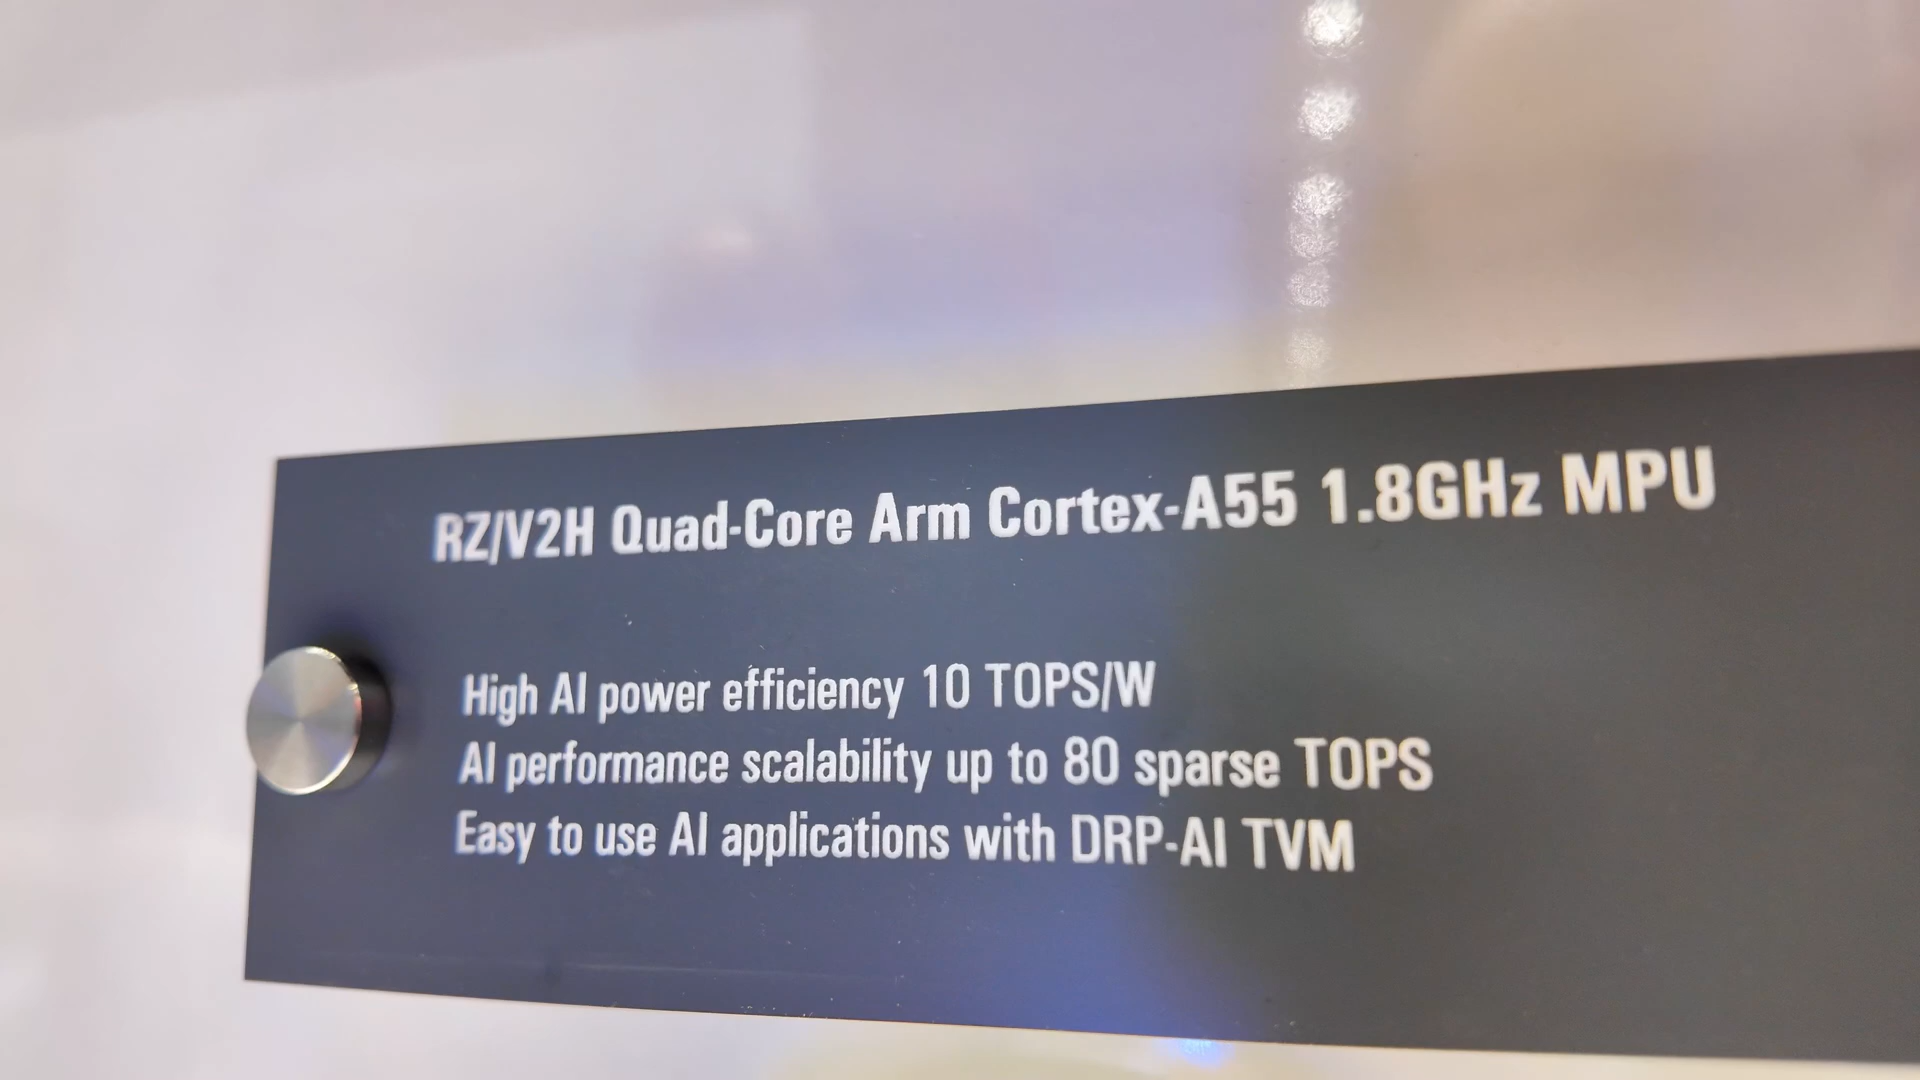 RZ/V2H Quad-Core Arm Cortex-A55 1.8GHz MPU
High AI power efficiency 10 TOPS/W
AI performance scalability up to 80 sparse TOPS
Easy to use AI applications with DRP-AI TVM